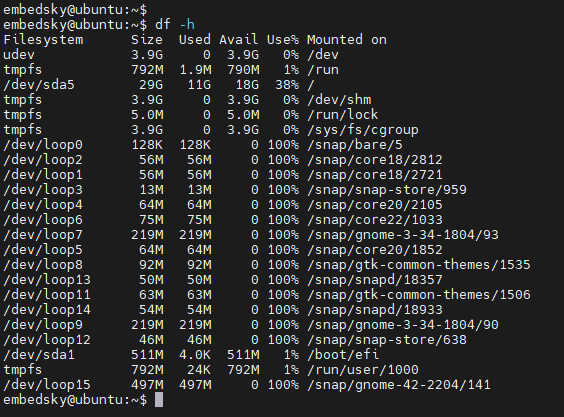 embedsky@ubuntu:~$
embedsky@ubuntu:~$ df -h
Filesystem      Size  Used Avail Use% Mounted on
udev            3.9G     0  3.9G   0% /dev
tmpfs           792M  1.9M  790M   1% /run
/dev/sda5        29G   11G   18G  38% /
tmpfs           3.9G     0  3.9G   0% /dev/shm
tmpfs           5.0M     0  5.0M   0% /run/lock
tmpfs           3.9G     0  3.9G   0% /sys/fs/cgroup
/dev/loop0      128K  128K     0 100% /snap/bare/5
/dev/loop2       56M   56M     0 100% /snap/core18/2812
/dev/loop1       56M   56M     0 100% /snap/core18/2721
/dev/loop3       13M   13M     0 100% /snap/snap-store/959
/dev/loop4       64M   64M     0 100% /snap/core20/2105
/dev/loop6       75M   75M     0 100% /snap/core22/1033
/dev/loop7      219M  219M     0 100% /snap/gnome-3-34-1804/93
/dev/loop5       64M   64M     0 100% /snap/core20/1852
/dev/loop8       92M   92M     0 100% /snap/gtk-common-themes/1535
/dev/loop13      50M   50M     0 100% /snap/snapd/18357
/dev/loop11      63M   63M     0 100% /snap/gtk-common-themes/1506
/dev/loop14      54M   54M     0 100% /snap/snapd/18933
/dev/loop9      219M  219M     0 100% /snap/gnome-3-34-1804/90
/dev/loop12      46M   46M     0 100% /snap/snap-store/638
/dev/sda1       511M  4.0K  511M   1% /boot/efi
tmpfs           792M   24K  792M   1% /run/user/1000
/dev/loop15     497M  497M     0 100% /snap/gnome-42-2204/141
embedsky@ubuntu:~$